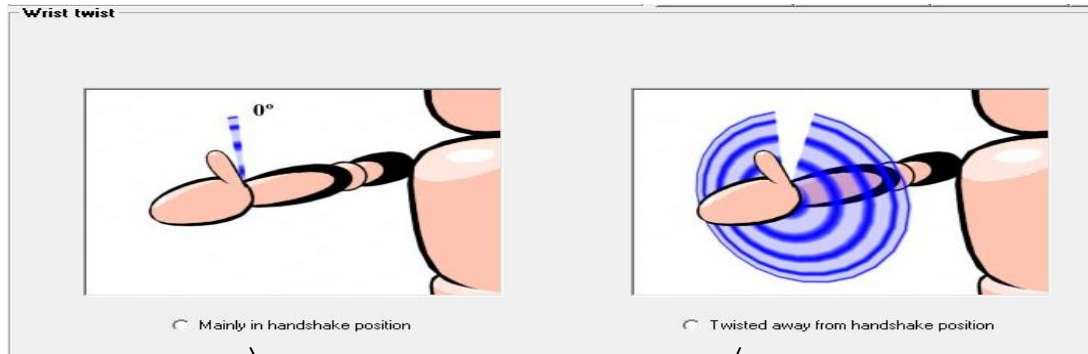 Wrist twist
0°
Mainly in handshake position
Twisted away from handshake position